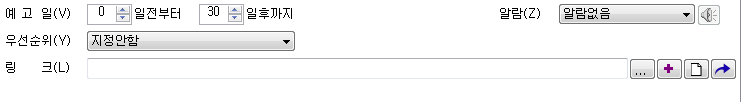 예 고 일(V) 0 일전부터 30 일후까지 알람(Z) 알람없음
우선순위(Y) 지정안함
링 크(L) ...